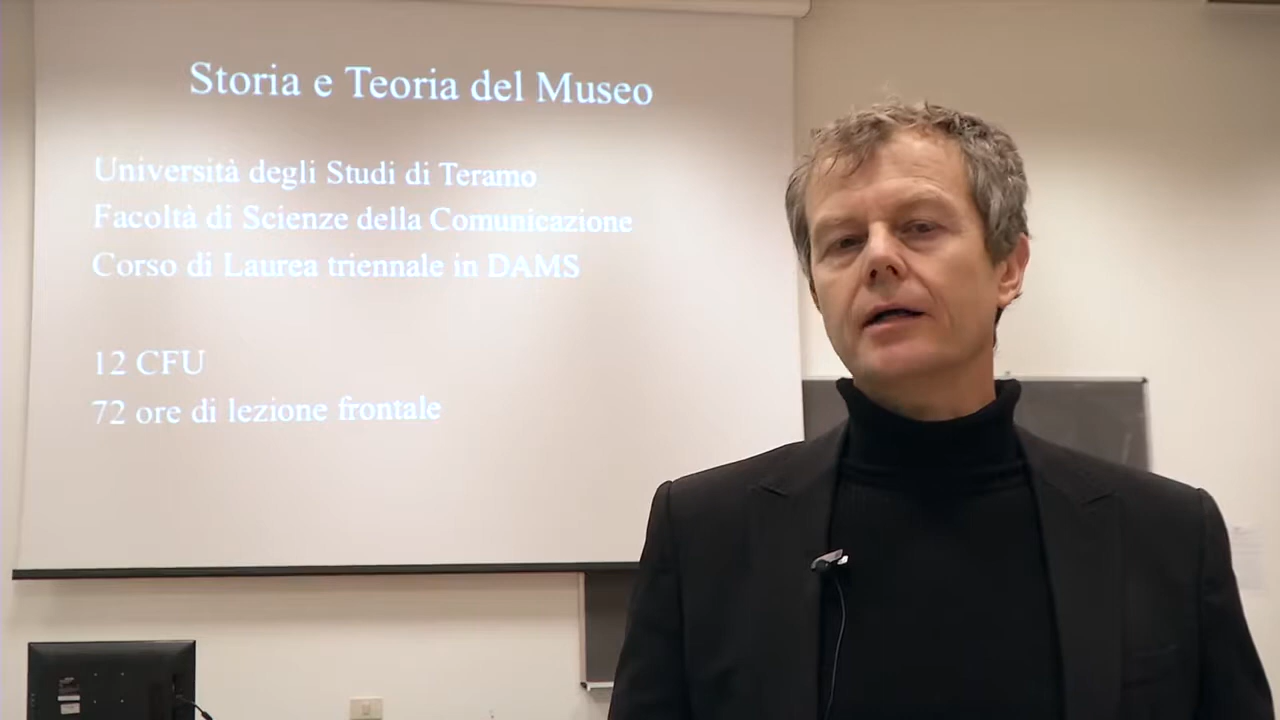 Storia e Teoria del Museo
Università degli Studi di Teramo
Facoltà di Scienze della Comunicazione
Corso di Laurea triennale in DAMS
12 CFU
72 ore di lezione frontale